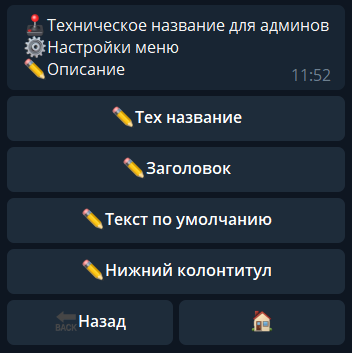 🕹️Техническое название для админов
⚙️Настройки меню
✏️Описание
11:52
✏️Тех название
✏️Заголовок
✏️Текст по умолчанию
✏️Нижний колонтитул
🔙Назад
🏠